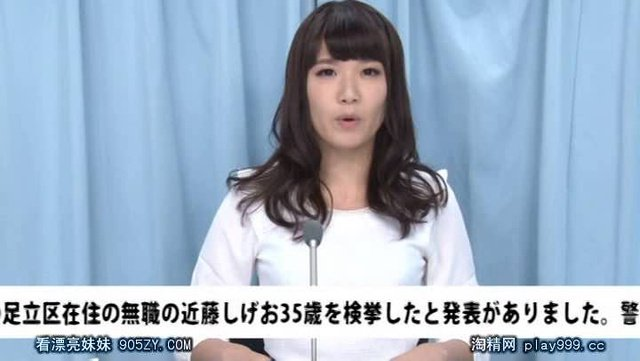 足立区在住の無職の近藤しげお35歳を検挙したと発表がありました。警
看漂亮妹妹 905ZY.COM
淘精网 play999.cc